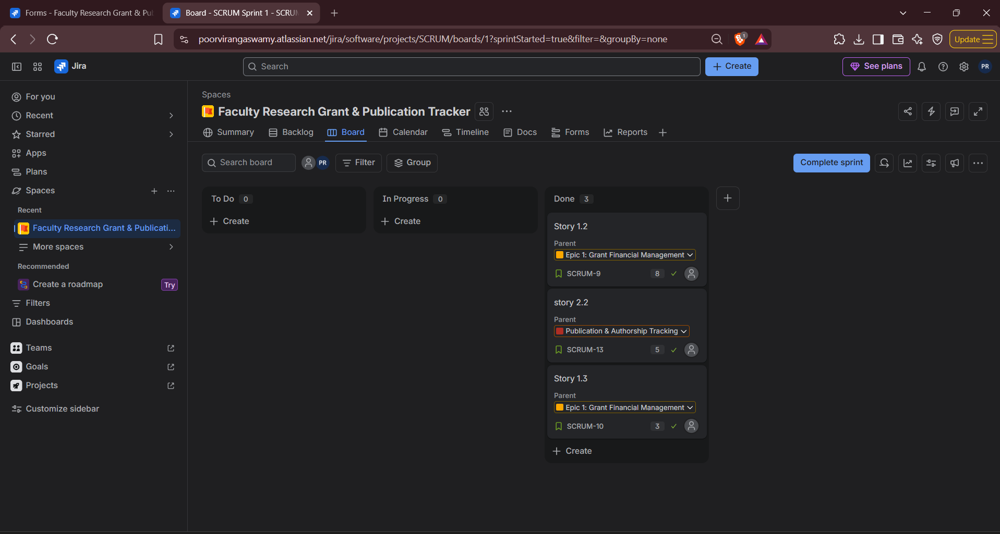 Forms - Faculty Research Grant & Pub
Board - SCRUM Sprint 1 - SCRUM
poorvirangaswamy.atlassian.net/jira/software/projects/SCRUM/boards/1?sprintStarted=true&filter=&groupBy=none
1
Update
Jira
Search
Create
See plans
PR
For you
Recent
Starred
Apps
Plans
Spaces
Recent
Faculty Research Grant & Publicati...
More spaces
Recommended
Create a roadmap
Try
Filters
Dashboards
Teams
Goals
Projects
Customize sidebar
Spaces
Faculty Research Grant & Publication Tracker
Summary
Backlog
Board
Calendar
Timeline
Docs
Forms
Reports
Search board
PR
Filter
Group
Complete sprint
To Do 0
Create
In Progress 0
Create
Done 3
Story 1.2
Parent
Epic 1: Grant Financial Management
SCRUM-9 8
story 2.2
Parent
Publication & Authorship Tracking
SCRUM-13 5
Story 1.3
Parent
Epic 1: Grant Financial Management
SCRUM-10 3
Create